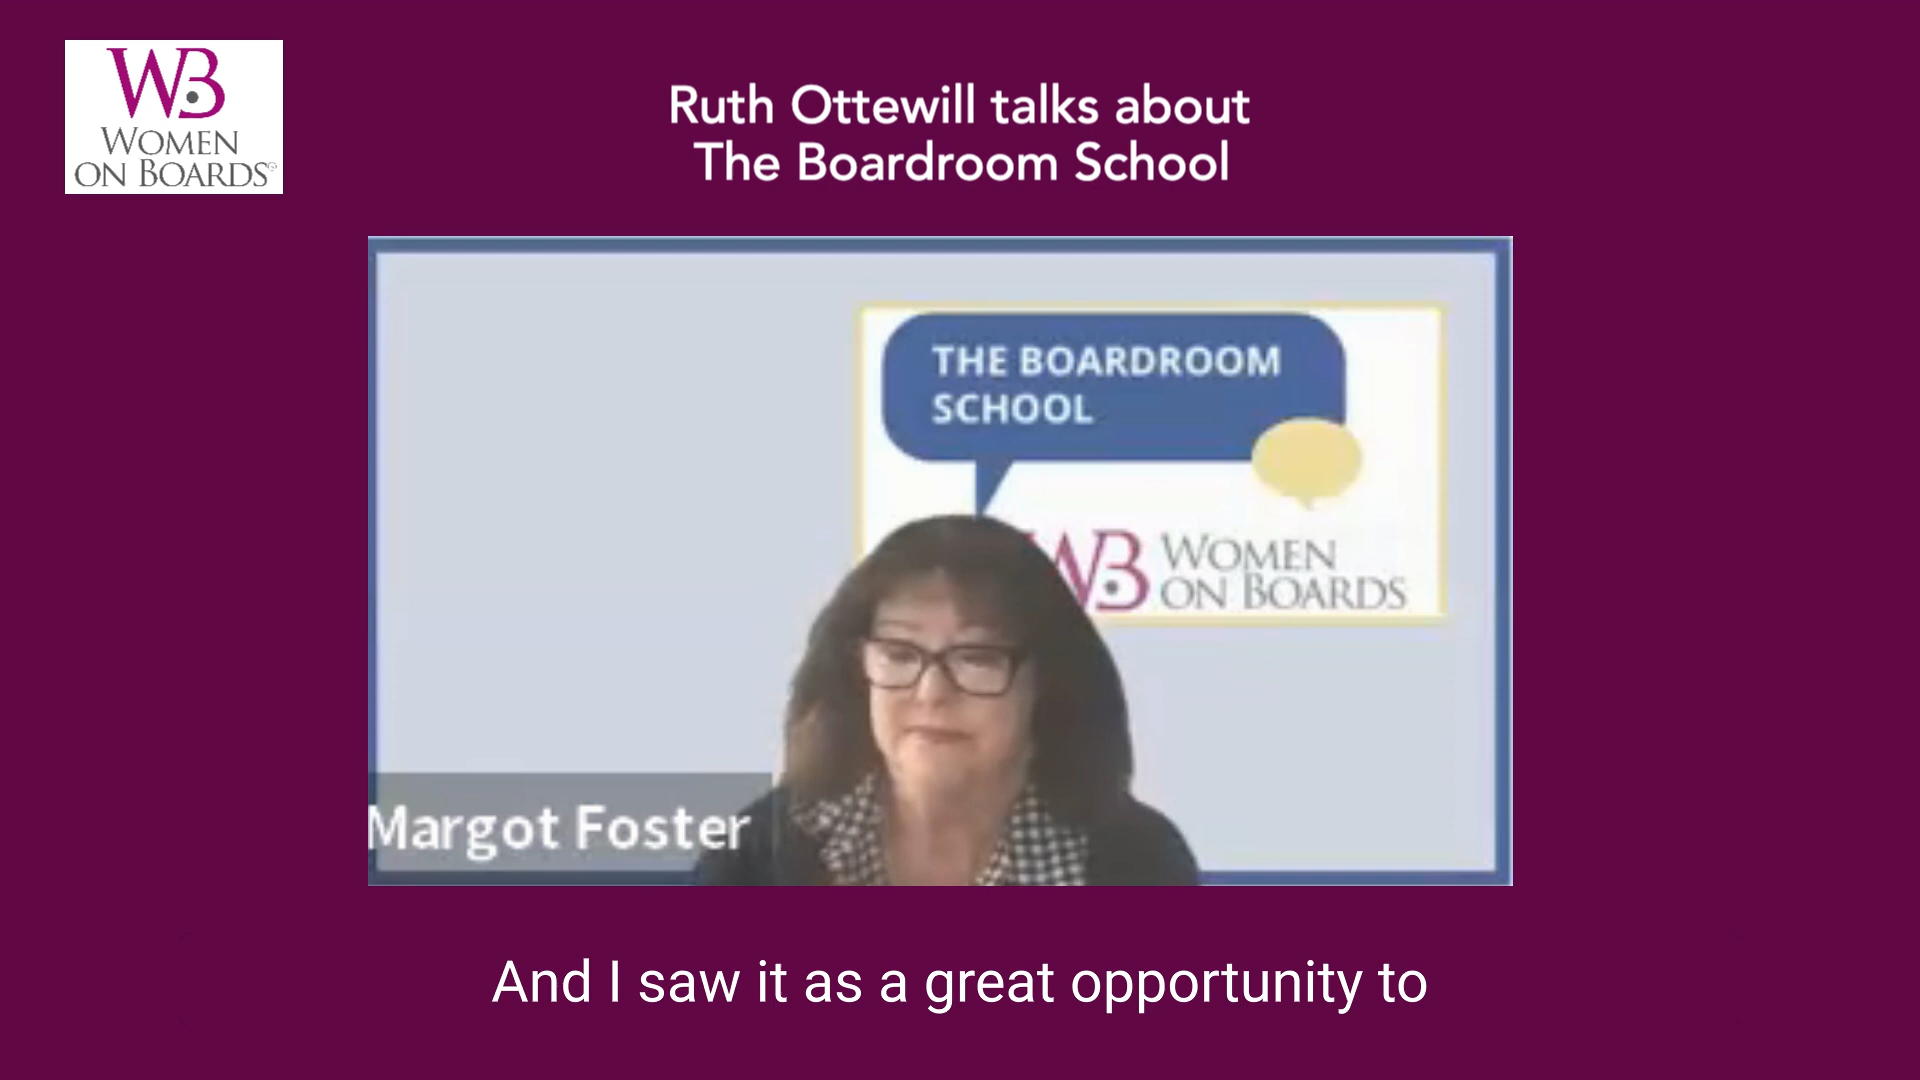 WB
WOMEN
ON BOARDS
Ruth Ottewill talks about
The Boardroom School
THE BOARDROOM
SCHOOL
WB
WOMEN
ON BOARDS
Margot Foster
And I saw it as a great opportunity to